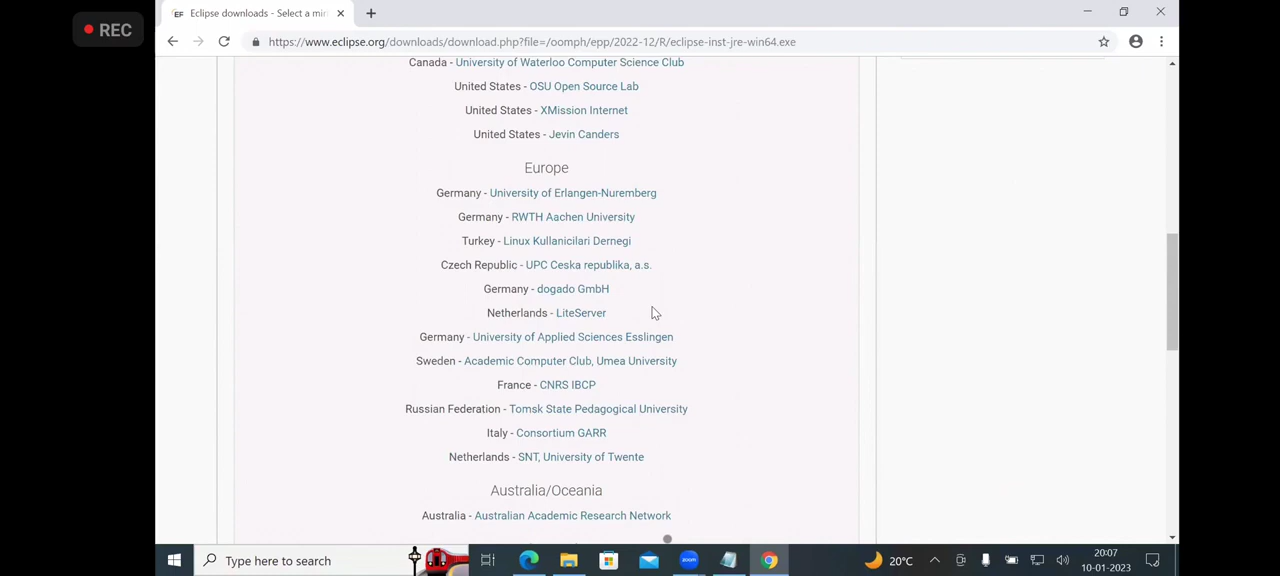 REC
Eclipse downloads - Select a mi
https://www.eclipse.org/downloads/download.php?file=/oomph/epp/2022-12/R/eclipse-inst-jre-win64.exe
Canada - University of Waterloo Computer Science Club
United States - OSU Open Source Lab
United States - XMission Internet
United States - Jevin Canders
Europe
Germany - University of Erlangen-Nuremberg
Germany - RWTH Aachen University
Turkey - Linux Kullanicilari Dernegi
Czech Republic - UPC Ceska republika, a.s.
Germany - dogado GmbH
Netherlands - LiteServer
Germany - University of Applied Sciences Esslingen
Sweden - Academic Computer Club, Umea University
France - CNRS IBCP
Russian Federation - Tomsk State Pedagogical University
Italy - Consortium GARR
Netherlands - SNT, University of Twente
Australia/Oceania
Australia - Australian Academic Research Network
Type here to search
zoom
20°C
20:07
10-01-2023